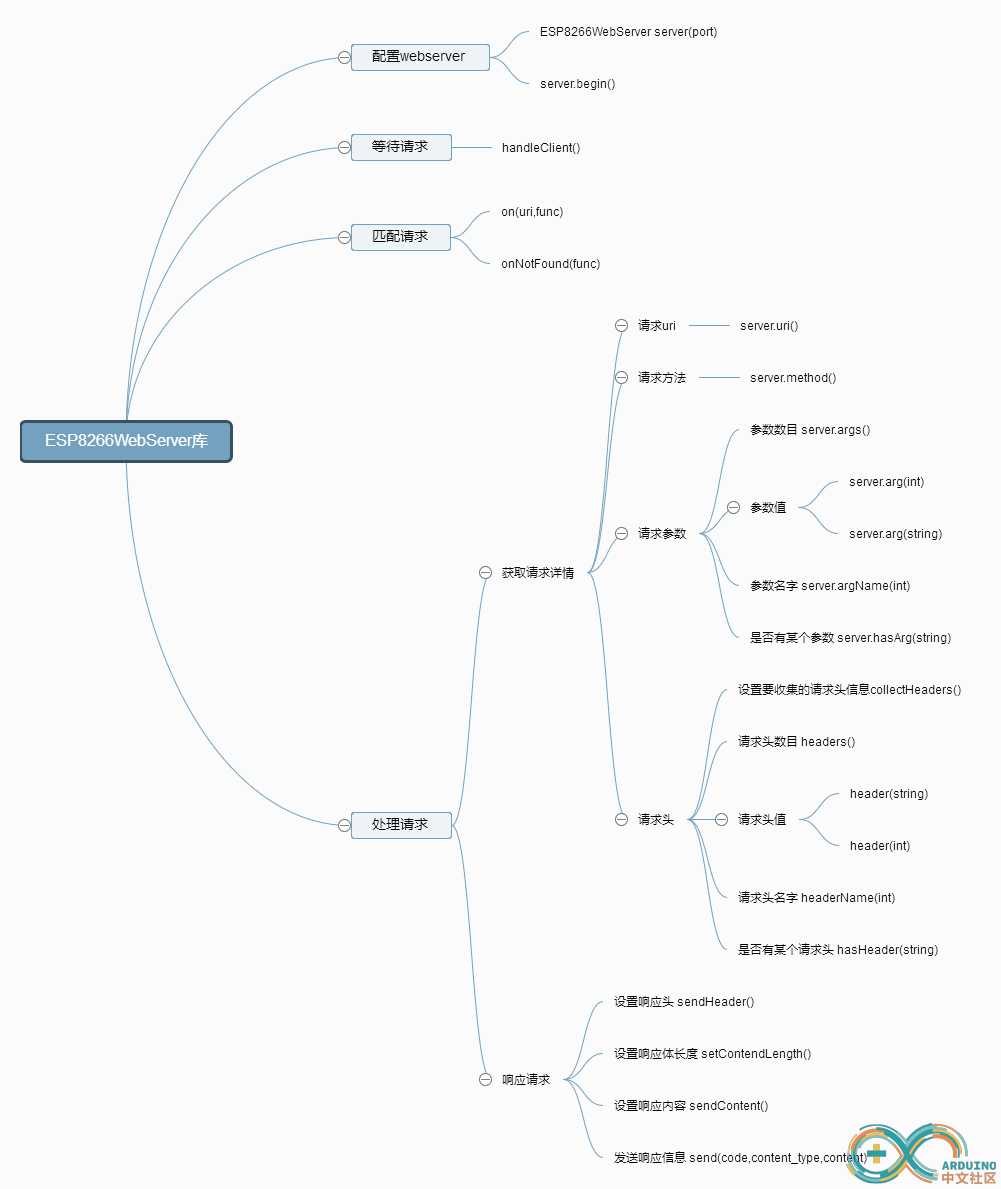 ESP8266WebServer库
配置webserver
ESP8266WebServer server(port)
server.begin()
等待请求
handleClient()
匹配请求
on(uri,func)
onNotFound(func)
处理请求
获取请求详情
请求uri
server.uri()
请求方法
server.method()
请求参数
参数数目 server.args()
参数值
server.arg(int)
server.arg(string)
参数名字 server.argName(int)
是否有某个参数 server.hasArg(string)
请求头
设置要收集的请求头信息collectHeaders()
请求头数目 headers()
请求头值
header(string)
header(int)
请求头名字 headerName(int)
是否有某个请求头 hasHeader(string)
响应请求
设置响应头 sendHeader()
设置响应体长度 setContendLength()
设置响应内容 sendContent()
发送响应信息 send(code,content_type,content)
ARDUINO
中文社区